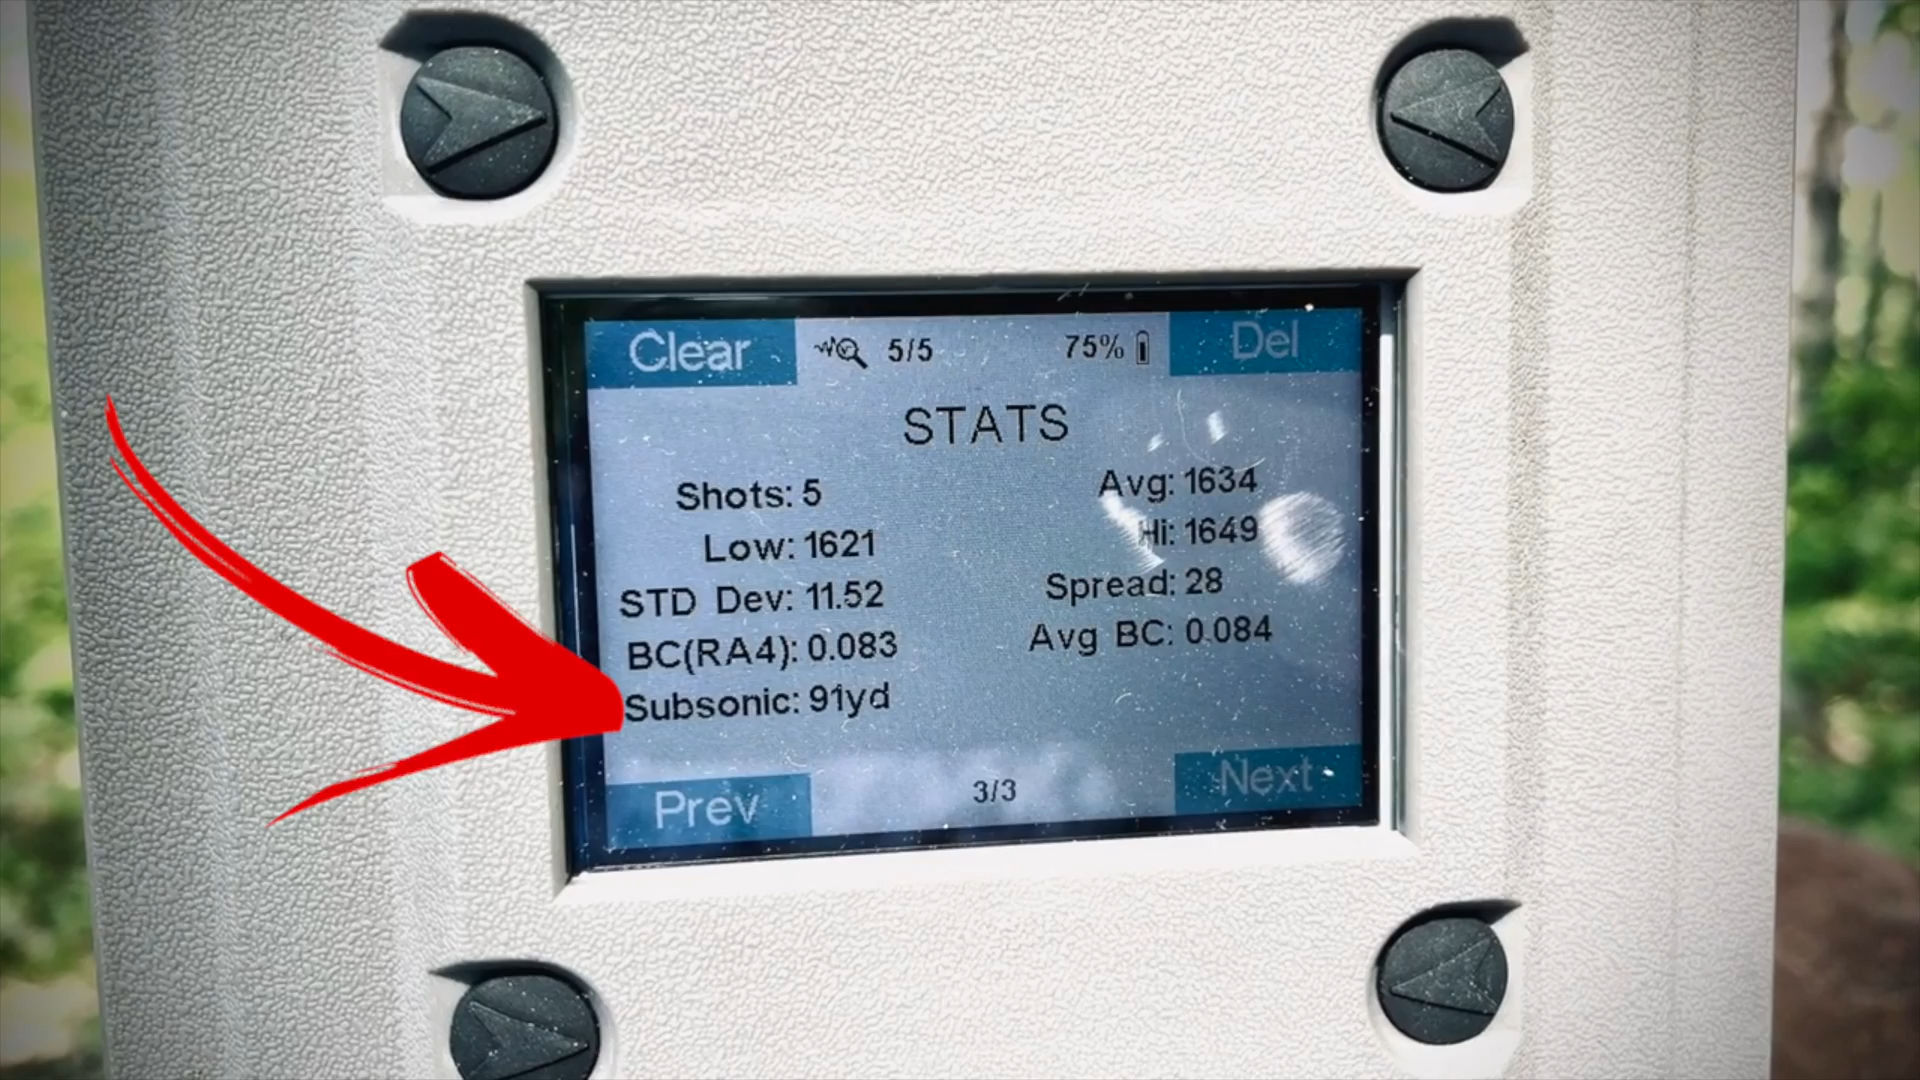 Clear 5/5 75% Del
STATS
Shots: 5 Avg: 1634
Low: 1621 Hi: 1649
STD Dev: 11.52 Spread: 28
BC(RA4): 0.083 Avg BC: 0.084
Subsonic: 91yd
Prev 3/3 Next